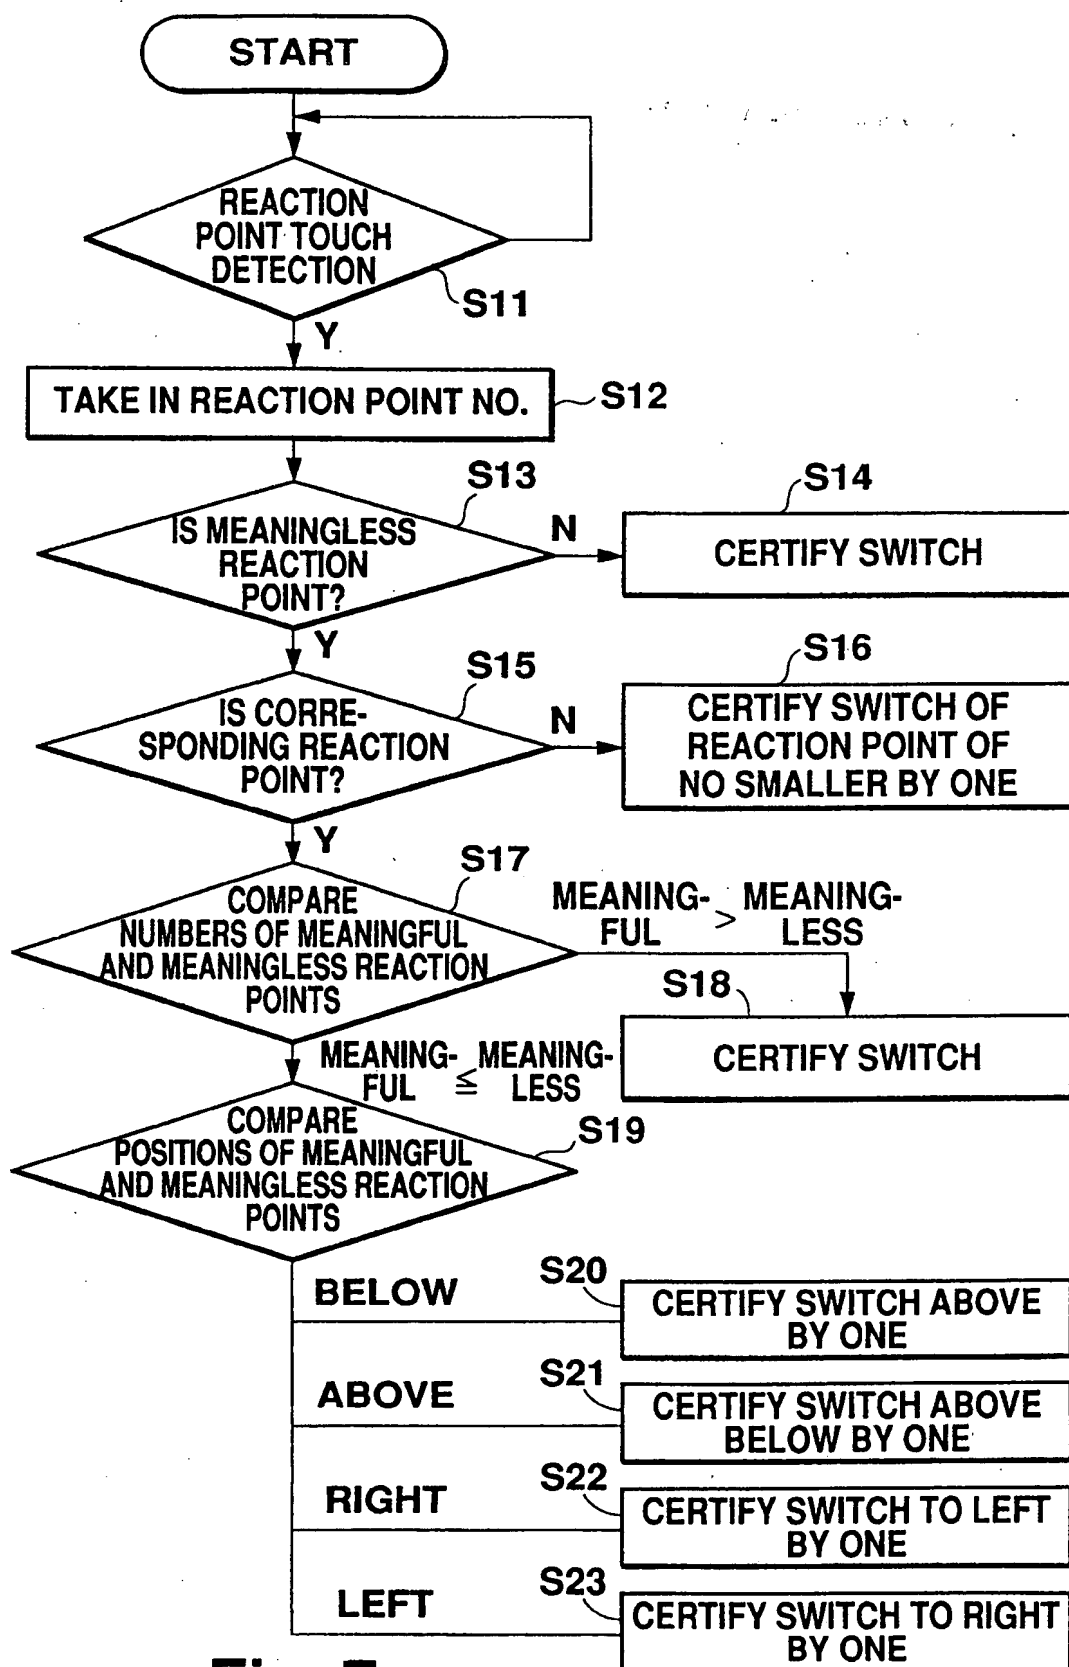 START
REACTION
POINT TOUCH
DETECTION
S11
Y
TAKE IN REACTION POINT NO.
S12
S13
IS MEANINGLESS
REACTION
POINT?
N
S14
CERTIFY SWITCH
Y
S15
IS CORRE-
SPONDING REACTION
POINT?
N
S16
CERTIFY SWITCH OF
REACTION POINT OF
NO SMALLER BY ONE
Y
S17
COMPARE
NUMBERS OF MEANINGFUL
AND MEANINGLESS REACTION
POINTS
MEANING- MEANING-
FUL > LESS
S18
CERTIFY SWITCH
MEANING- MEANING-
FUL ≦ LESS
COMPARE
POSITIONS OF MEANINGFUL
AND MEANINGLESS REACTION
POINTS
S19
BELOW
S20
CERTIFY SWITCH ABOVE
BY ONE
ABOVE
S21
CERTIFY SWITCH ABOVE
BELOW BY ONE
RIGHT
S22
CERTIFY SWITCH TO LEFT
BY ONE
LEFT
S23
CERTIFY SWITCH TO RIGHT
BY ONE